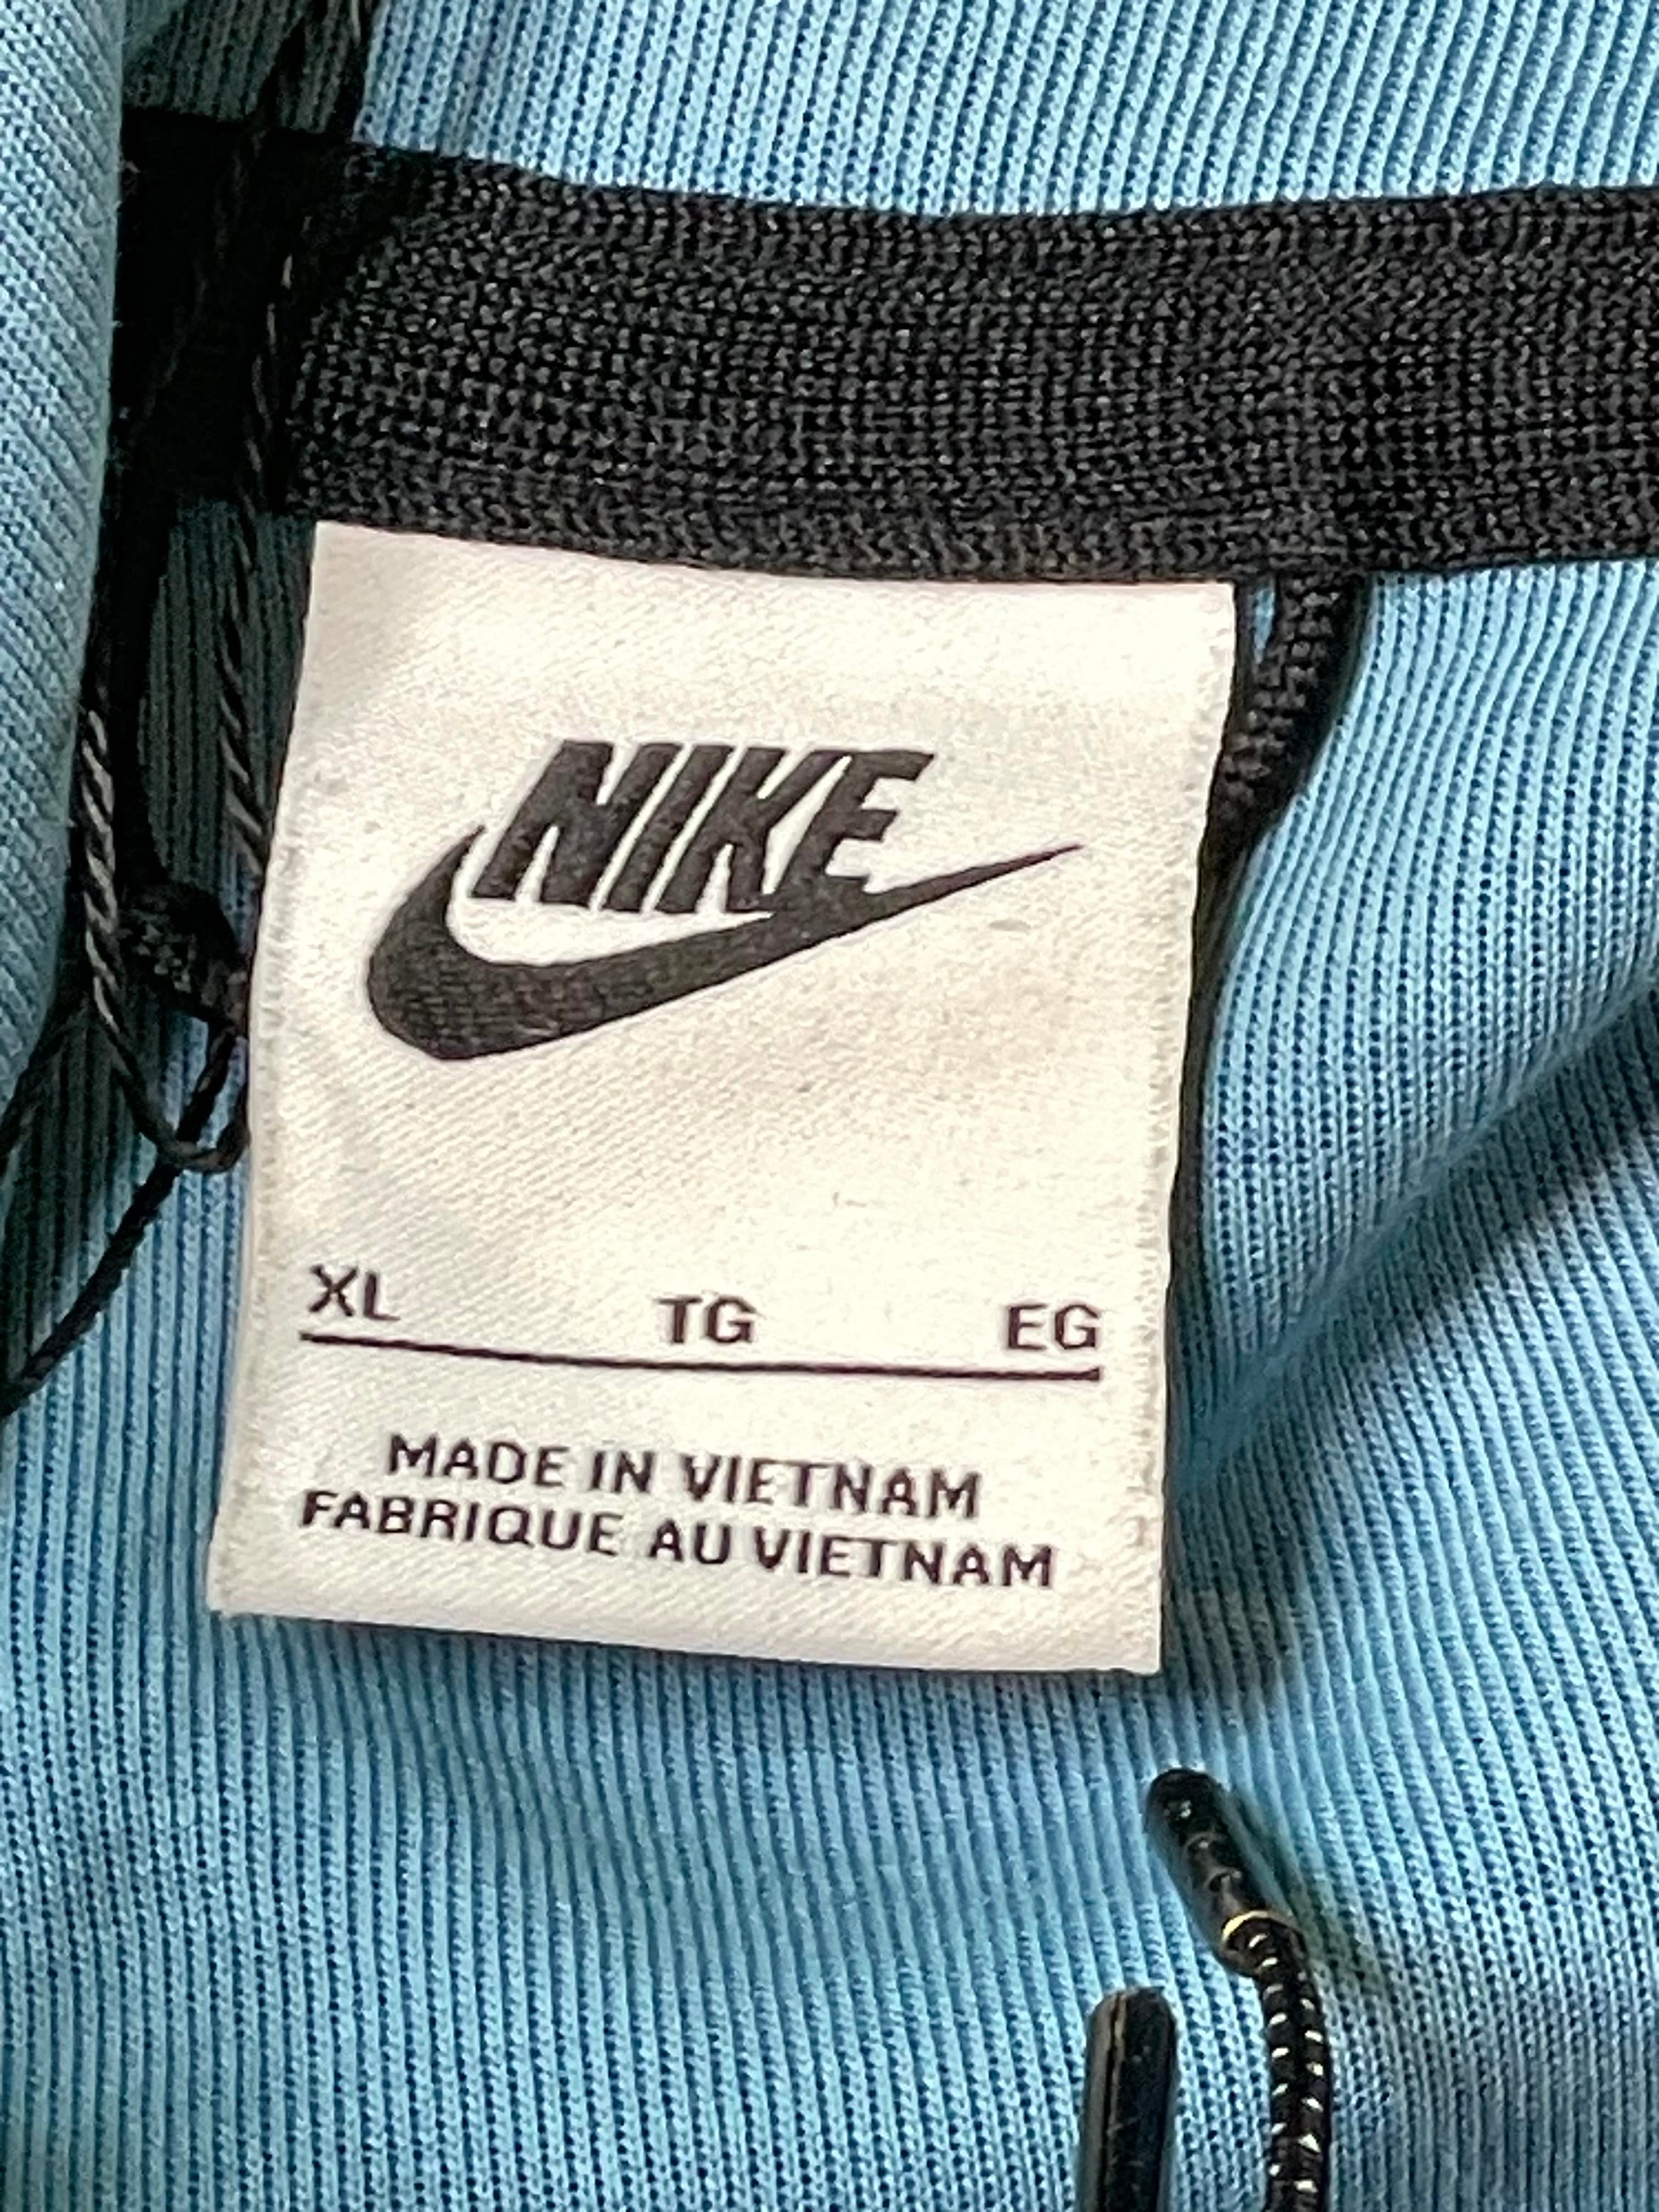 NIKE
XL TG EG
MADE IN VIETNAM
FABRIQUE AU VIETNAM